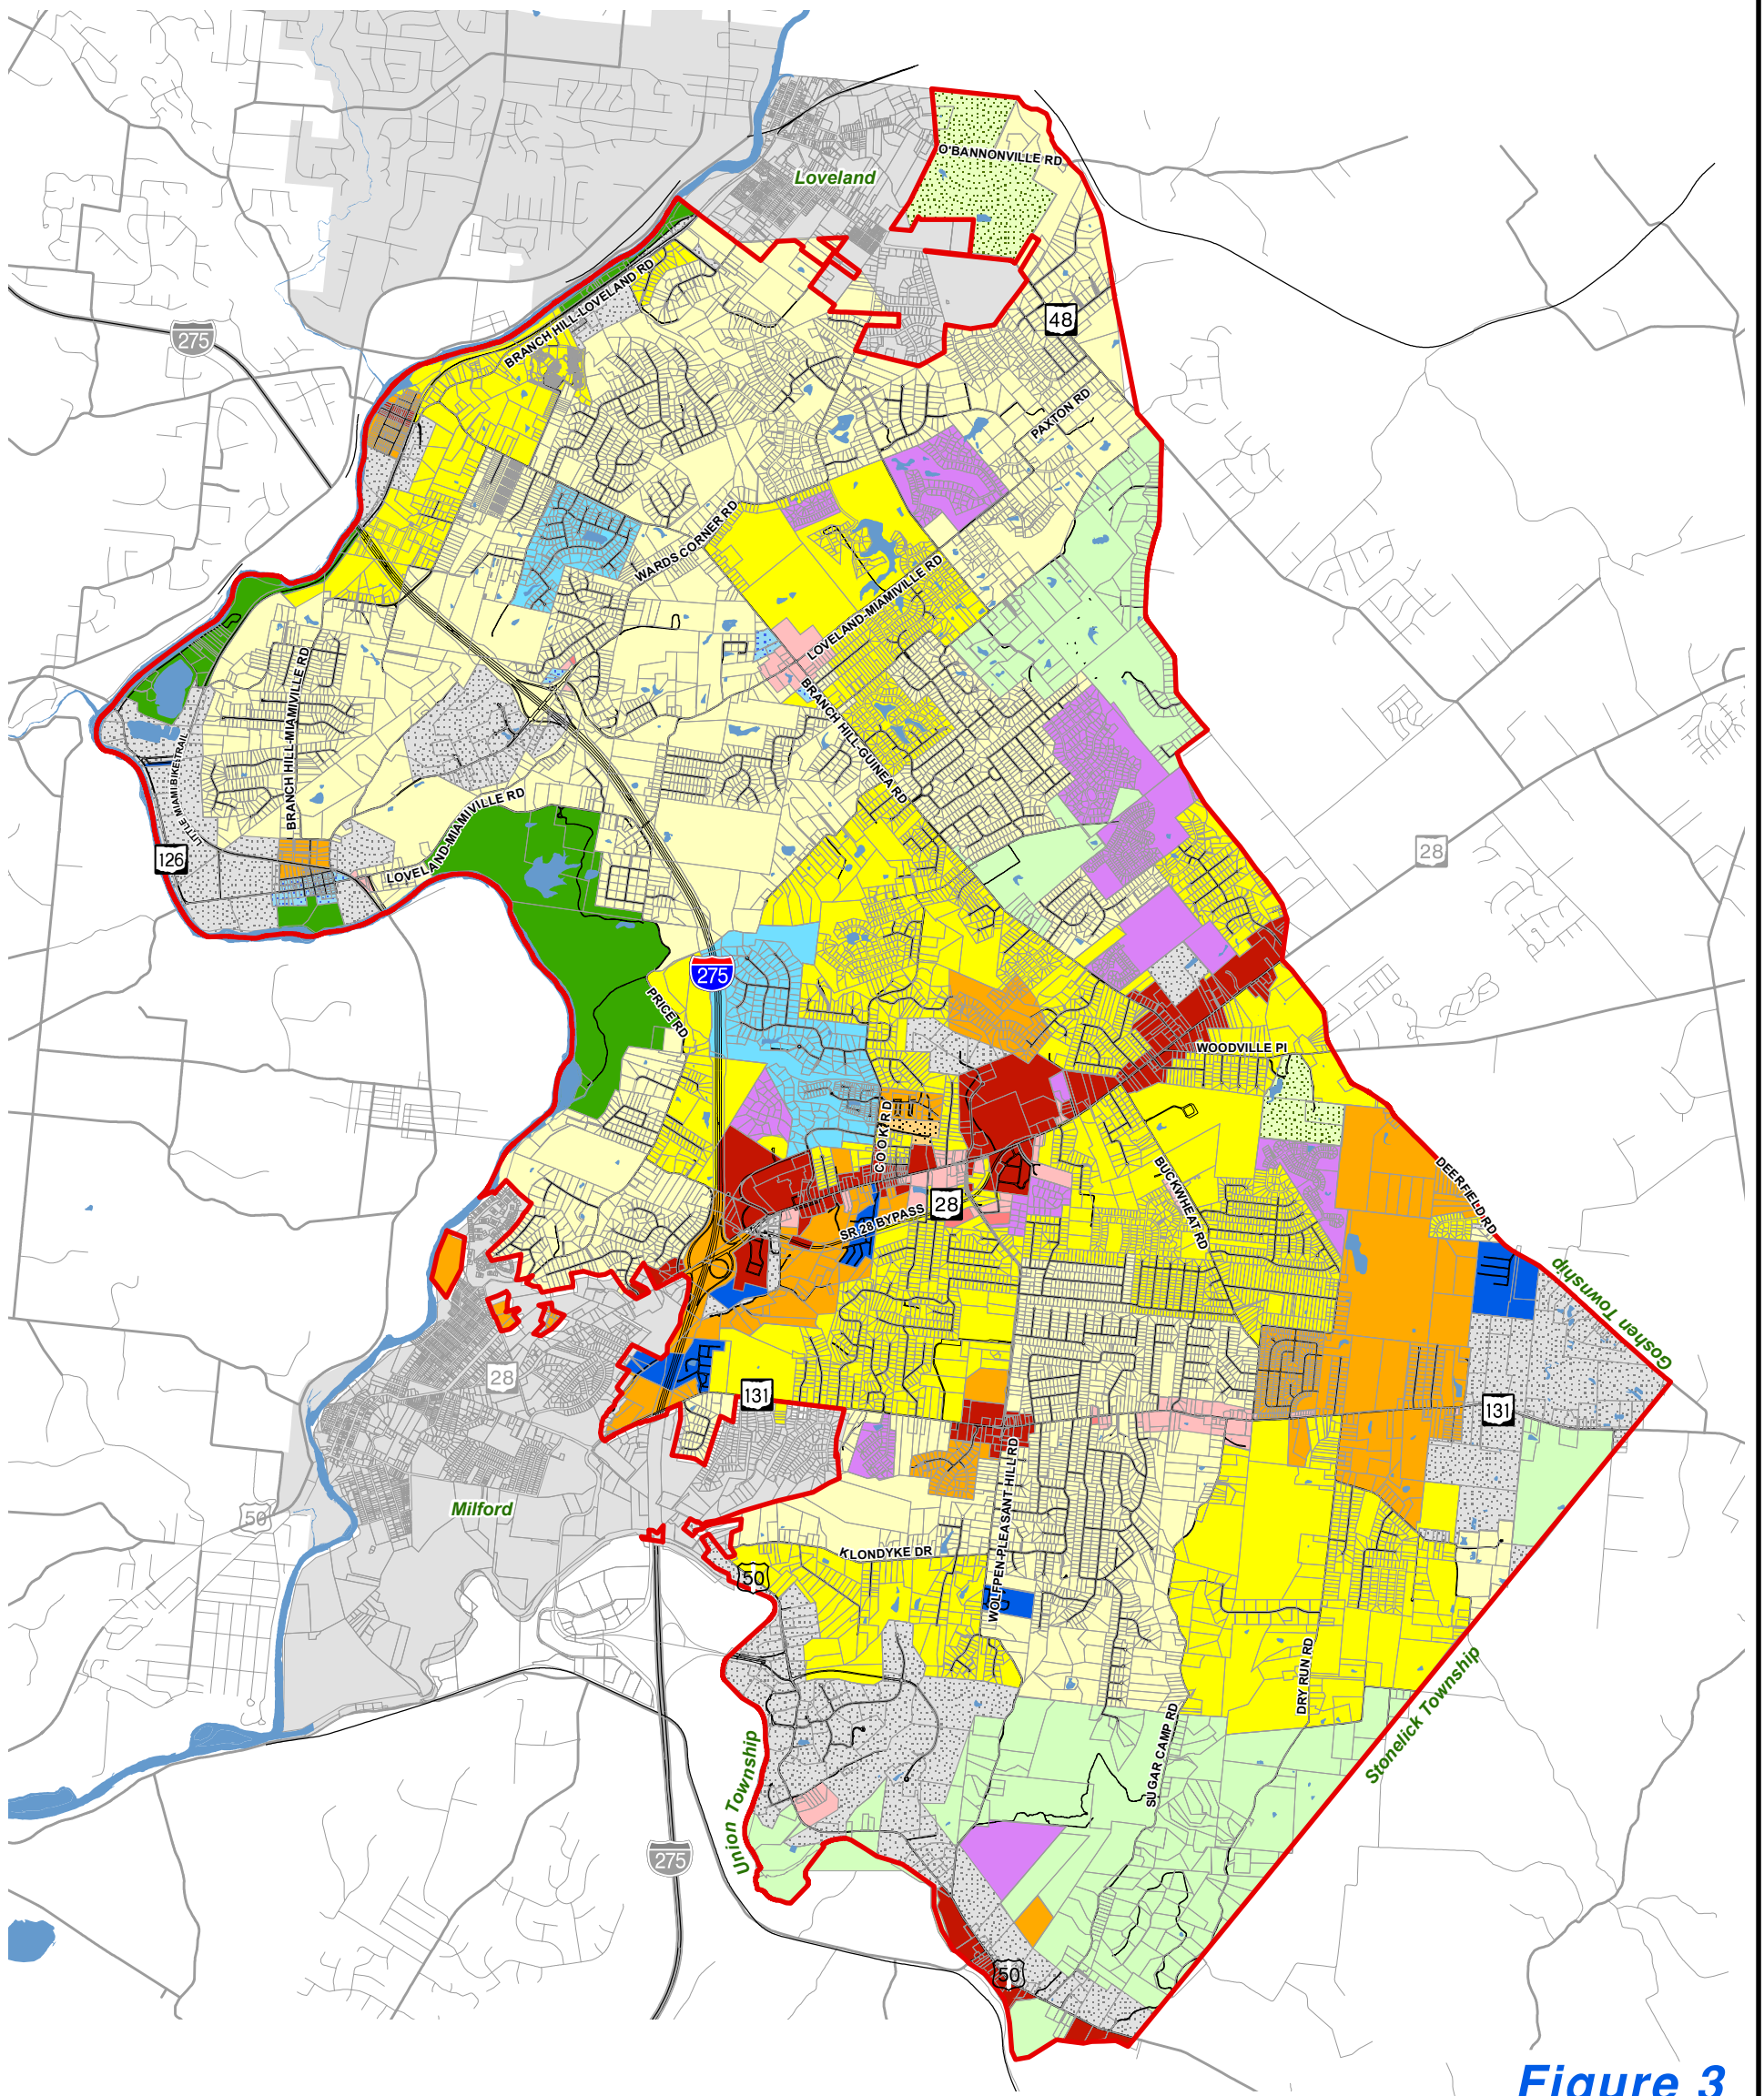 O'BANNONVILLE RD
Loveland
BRANCH HILL-LOVELAND RD
48
275
PAXTON RD
WARDS CORNER RD
LOVELAND-MIAMIVILLE RD
BRANCH HILL-MIAMIVILLE RD
BRANCH HILL-GUINEA RD
LITTLE MIAMI BIKE TRAIL
LOVELAND-MIAMIVILLE RD
126
28
275
PRICE RD
WOODVILLE PI
COOK RD
BUCKWHEAT RD
DEERFIELD RD
28
SR 28 BYPASS
Goshen Township
28
131
131
WOLFPEN-PLEASANT HILL RD
Milford
50
KLONDYKE DR
50
DRY RUN RD
SUGAR CAMP RD
Stonelick Township
Union Township
275
50
Figure 3